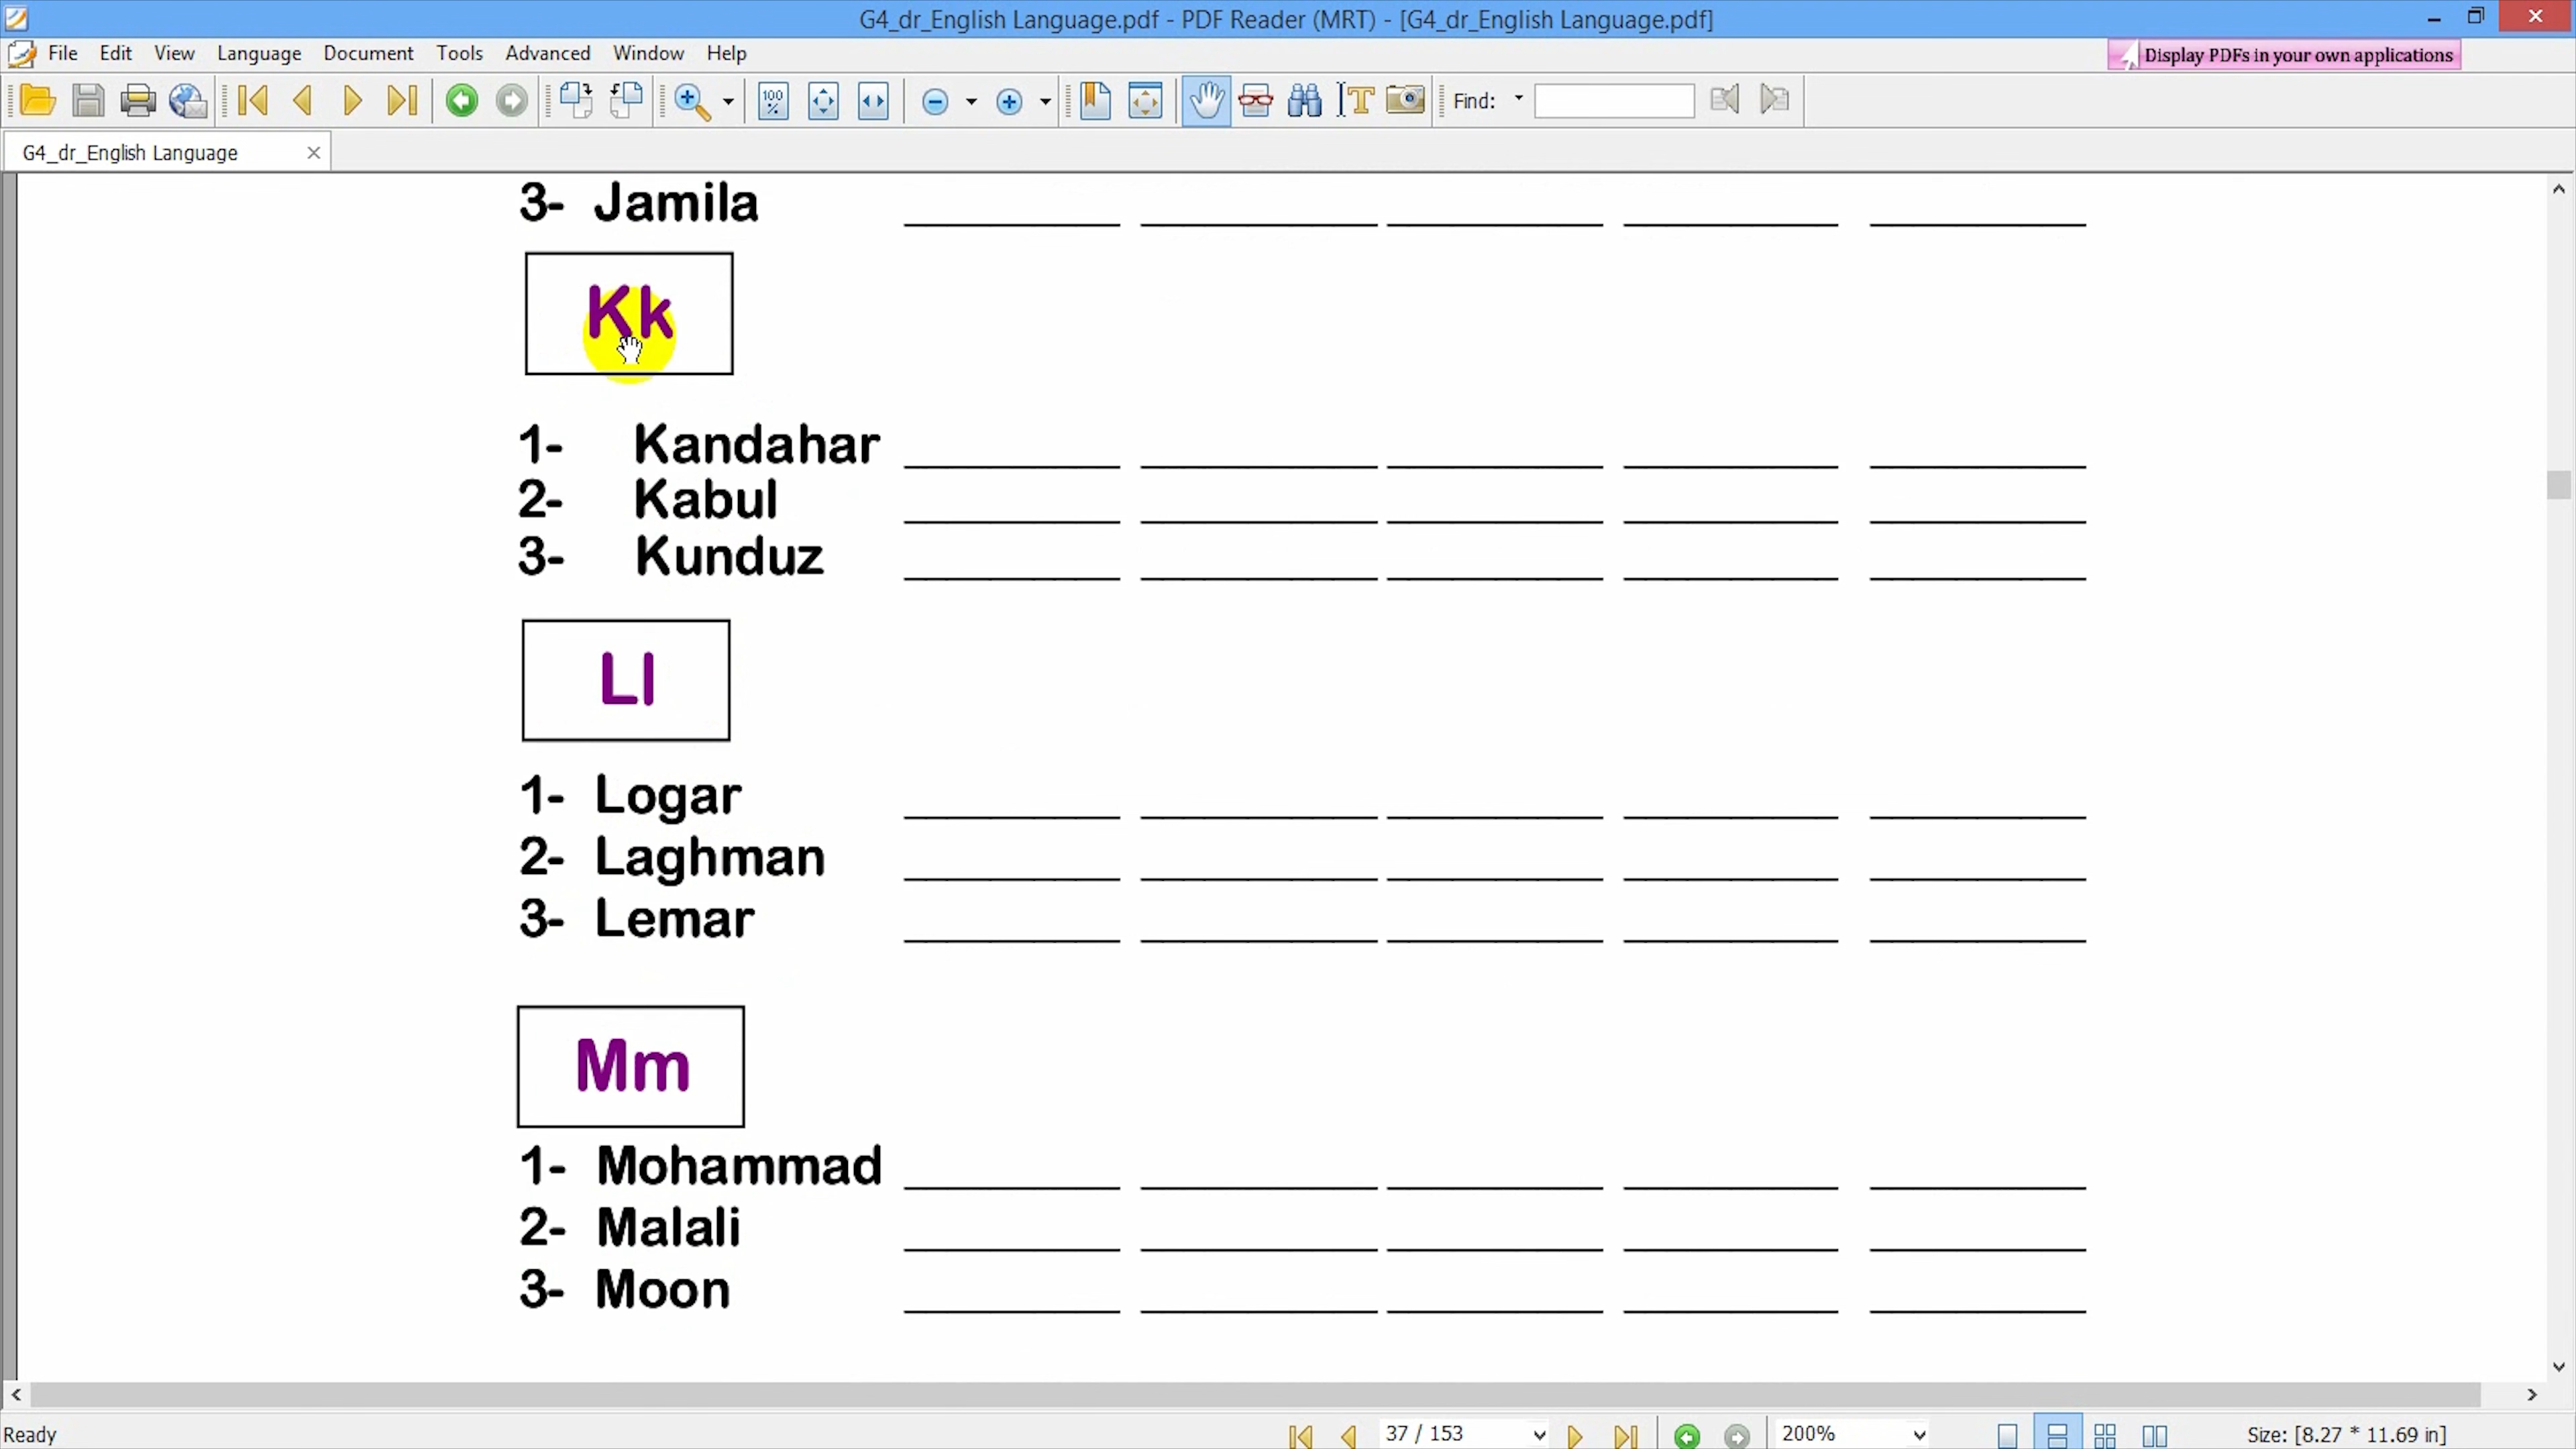 G4_dr_English Language.pdf - PDF Reader (MRT) - [G4_dr_English Language.pdf]
File Edit View Language Document Tools Advanced Window Help
Display PDFs in your own applications
100 %
Find:
G4_dr_English Language
3- Jamila
Kk
1- Kandahar
2- Kabul
3- Kunduz
Ll
1- Logar
2- Laghman
3- Lemar
Mm
1- Mohammad
2- Malali
3- Moon
Ready 37 / 153 200% Size: [8.27 * 11.69 in]